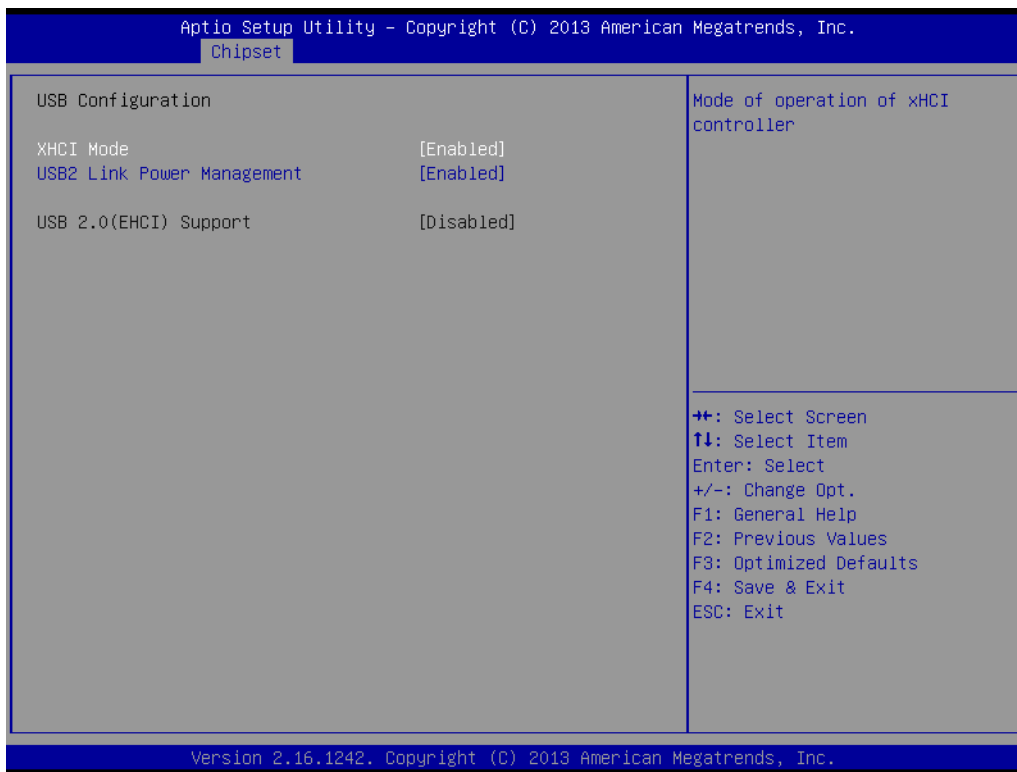 Aptio Setup Utility – Copyright (C) 2013 American Megatrends, Inc.
Chipset
USB Configuration
XHCI Mode [Enabled]
USB2 Link Power Management [Enabled]
USB 2.0(EHCI) Support [Disabled]
Mode of operation of xHCI
controller
→←: Select Screen
↑↓: Select Item
Enter: Select
+/-: Change Opt.
F1: General Help
F2: Previous Values
F3: Optimized Defaults
F4: Save & Exit
ESC: Exit
Version 2.16.1242. Copyright (C) 2013 American Megatrends, Inc.